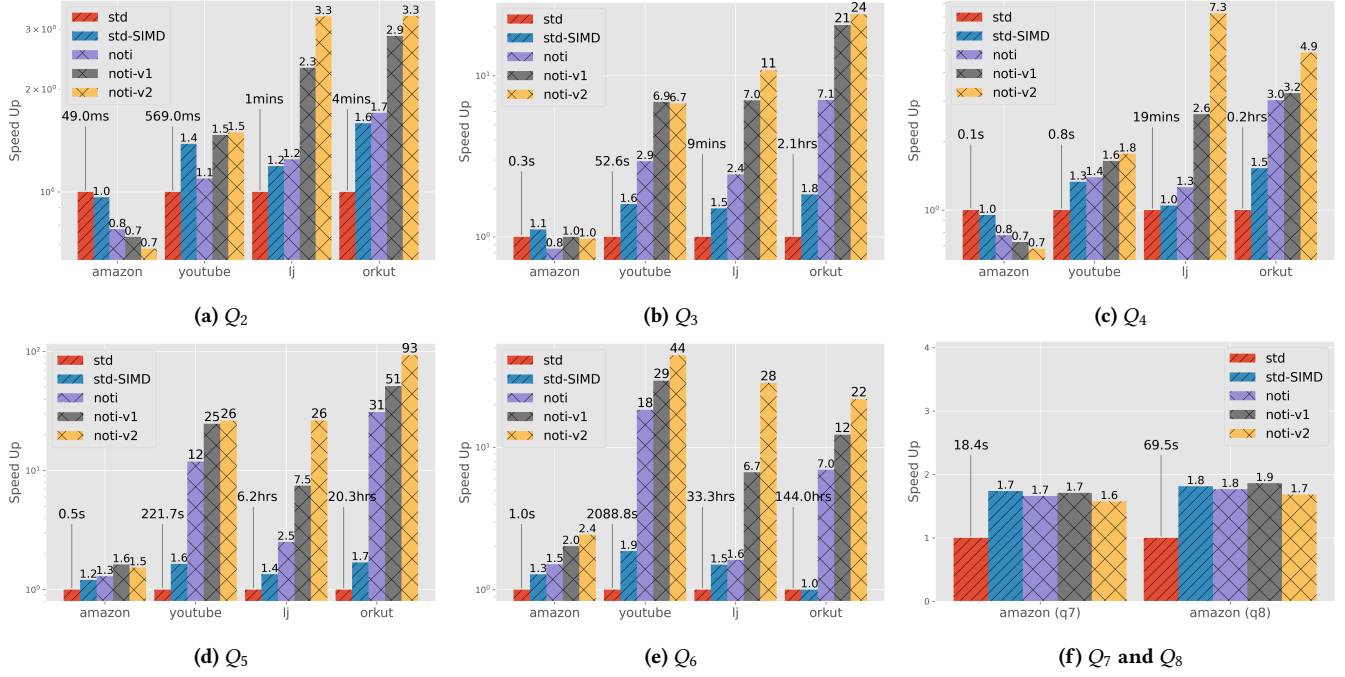 std
std-SIMD
noti
noti-v1
noti-v2
3 × 10⁰
2 × 10⁰
10⁰
Speed Up
49.0ms
569.0ms
1mins
4mins
1.0 0.8 0.7 0.7
1.4 1.1 1.5 1.5
1.2 1.2 2.3 3.3
1.6 1.7 2.9 3.3
amazon youtube lj orkut
(a) Q₂
std
std-SIMD
noti
noti-v1
noti-v2
10¹
10⁰
Speed Up
0.3s
52.6s
9mins
2.1hrs
1.1 0.8 1.0 1.0
1.6 2.9 6.9 6.7
1.5 2.4 7.0 11
1.8 7.1 21 24
amazon youtube lj orkut
(b) Q₃
std
std-SIMD
noti
noti-v1
noti-v2
10⁰
Speed Up
0.1s
0.8s
19mins
0.2hrs
1.0 0.8 0.7 0.7
1.3 1.4 1.6 1.8
1.0 1.3 2.6 7.3
1.5 3.0 3.2 4.9
amazon youtube lj orkut
(c) Q₄
std
std-SIMD
noti
noti-v1
noti-v2
10²
10¹
10⁰
Speed Up
0.5s
221.7s
6.2hrs
20.3hrs
1.2 1.3 1.6 1.5
1.6 12 25 26
1.4 2.5 7.5 26
1.7 31 51 93
amazon youtube lj orkut
(d) Q₅
std
std-SIMD
noti
noti-v1
noti-v2
10¹
10⁰
Speed Up
1.0s
2088.8s
33.3hrs
144.0hrs
1.3 1.5 2.0 2.4
1.9 18 29 44
1.5 1.6 6.7 28
1.0 7.0 12 22
amazon youtube lj orkut
(e) Q₆
std
std-SIMD
noti
noti-v1
noti-v2
4
3
2
1
0
Speed Up
18.4s
69.5s
1.7 1.7 1.7 1.6
1.8 1.8 1.9 1.7
amazon (q7) amazon (q8)
(f) Q₇ and Q₈